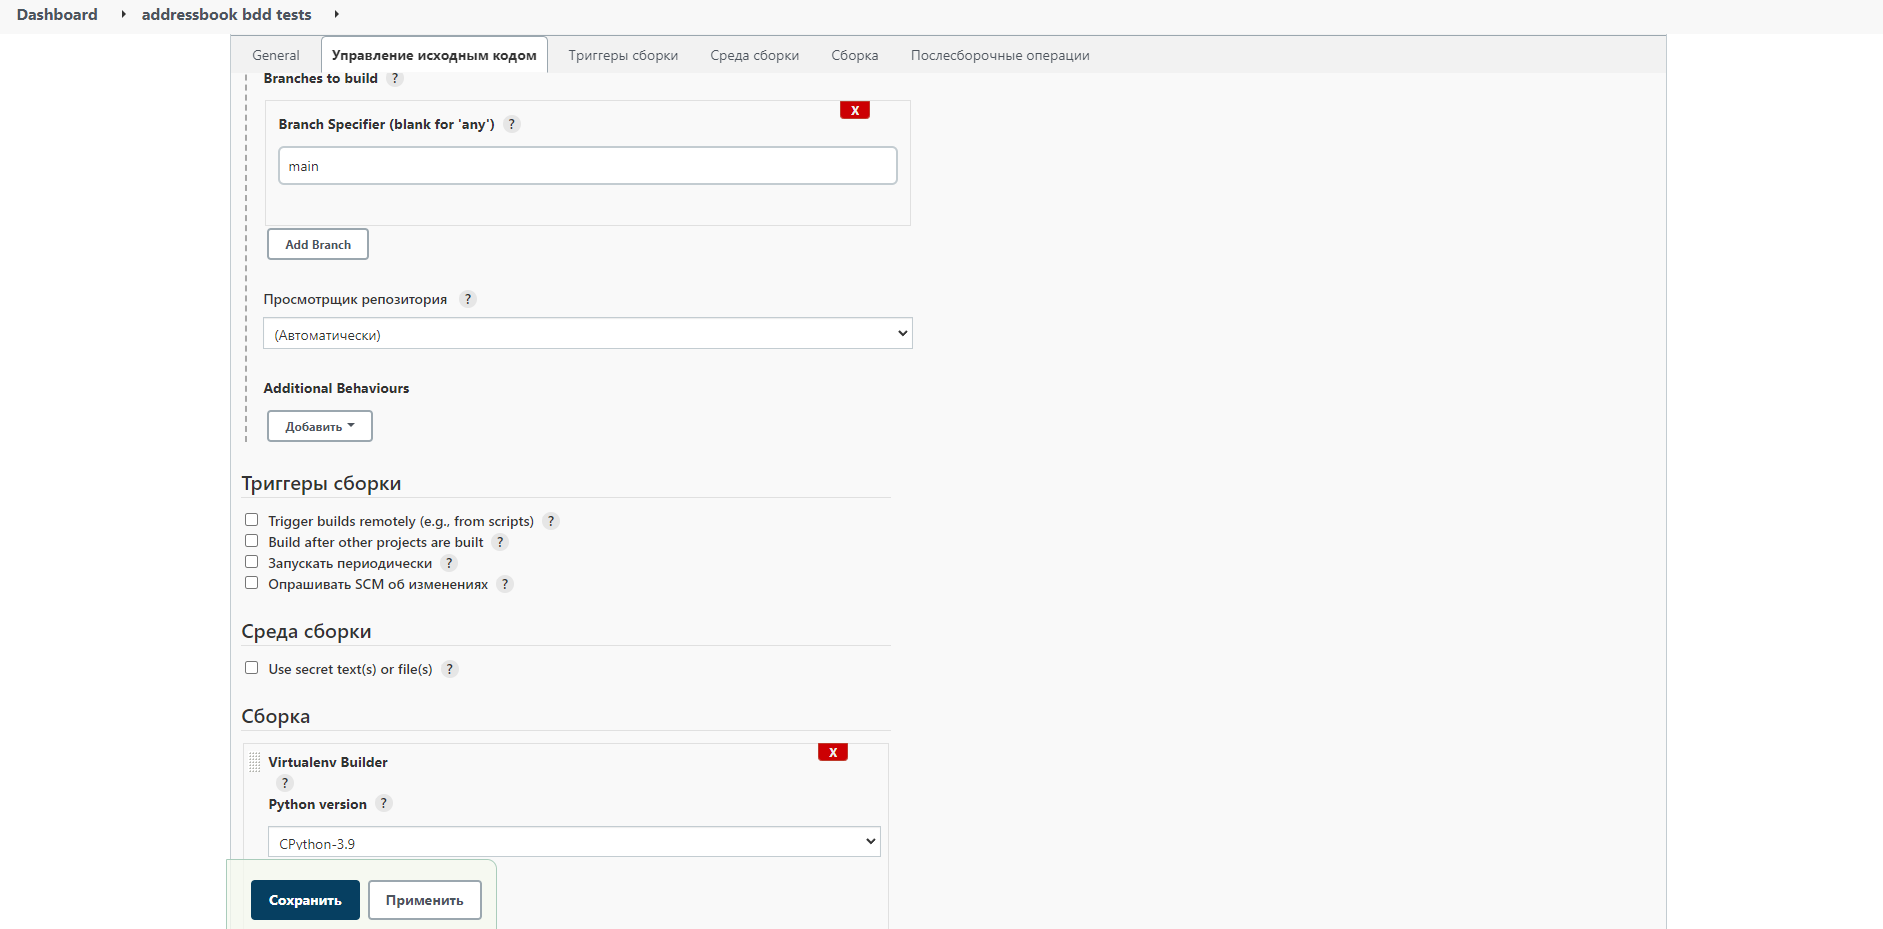 Dashboard addressbook bdd tests
General Управление исходным кодом Триггеры сборки Среда сборки Сборка Послесборочные операции
Branches to build ?
X
Branch Specifier (blank for 'any') ?
main
Add Branch
Просмотрщик репозитория ?
(Автоматически)
Additional Behaviours
Добавить
Триггеры сборки
Trigger builds remotely (e.g., from scripts) ?
Build after other projects are built ?
Запускать периодически ?
Опрашивать SCM об изменениях ?
Среда сборки
Use secret text(s) or file(s) ?
Сборка
X
Virtualenv Builder
?
Python version ?
CPython-3.9
Сохранить Применить